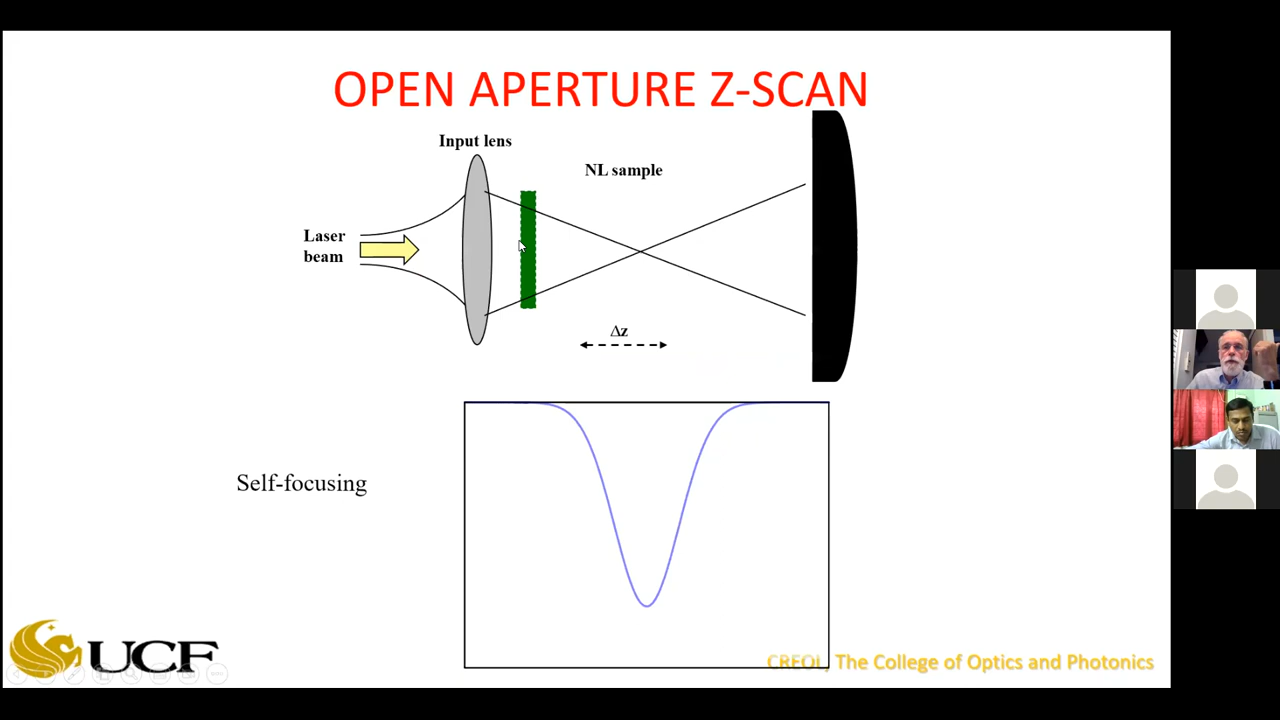 OPEN APERTURE Z-SCAN
Input lens
NL sample
Laser
beam
Δz
Self-focusing
UCF
CREOL, The College of Optics and Photonics